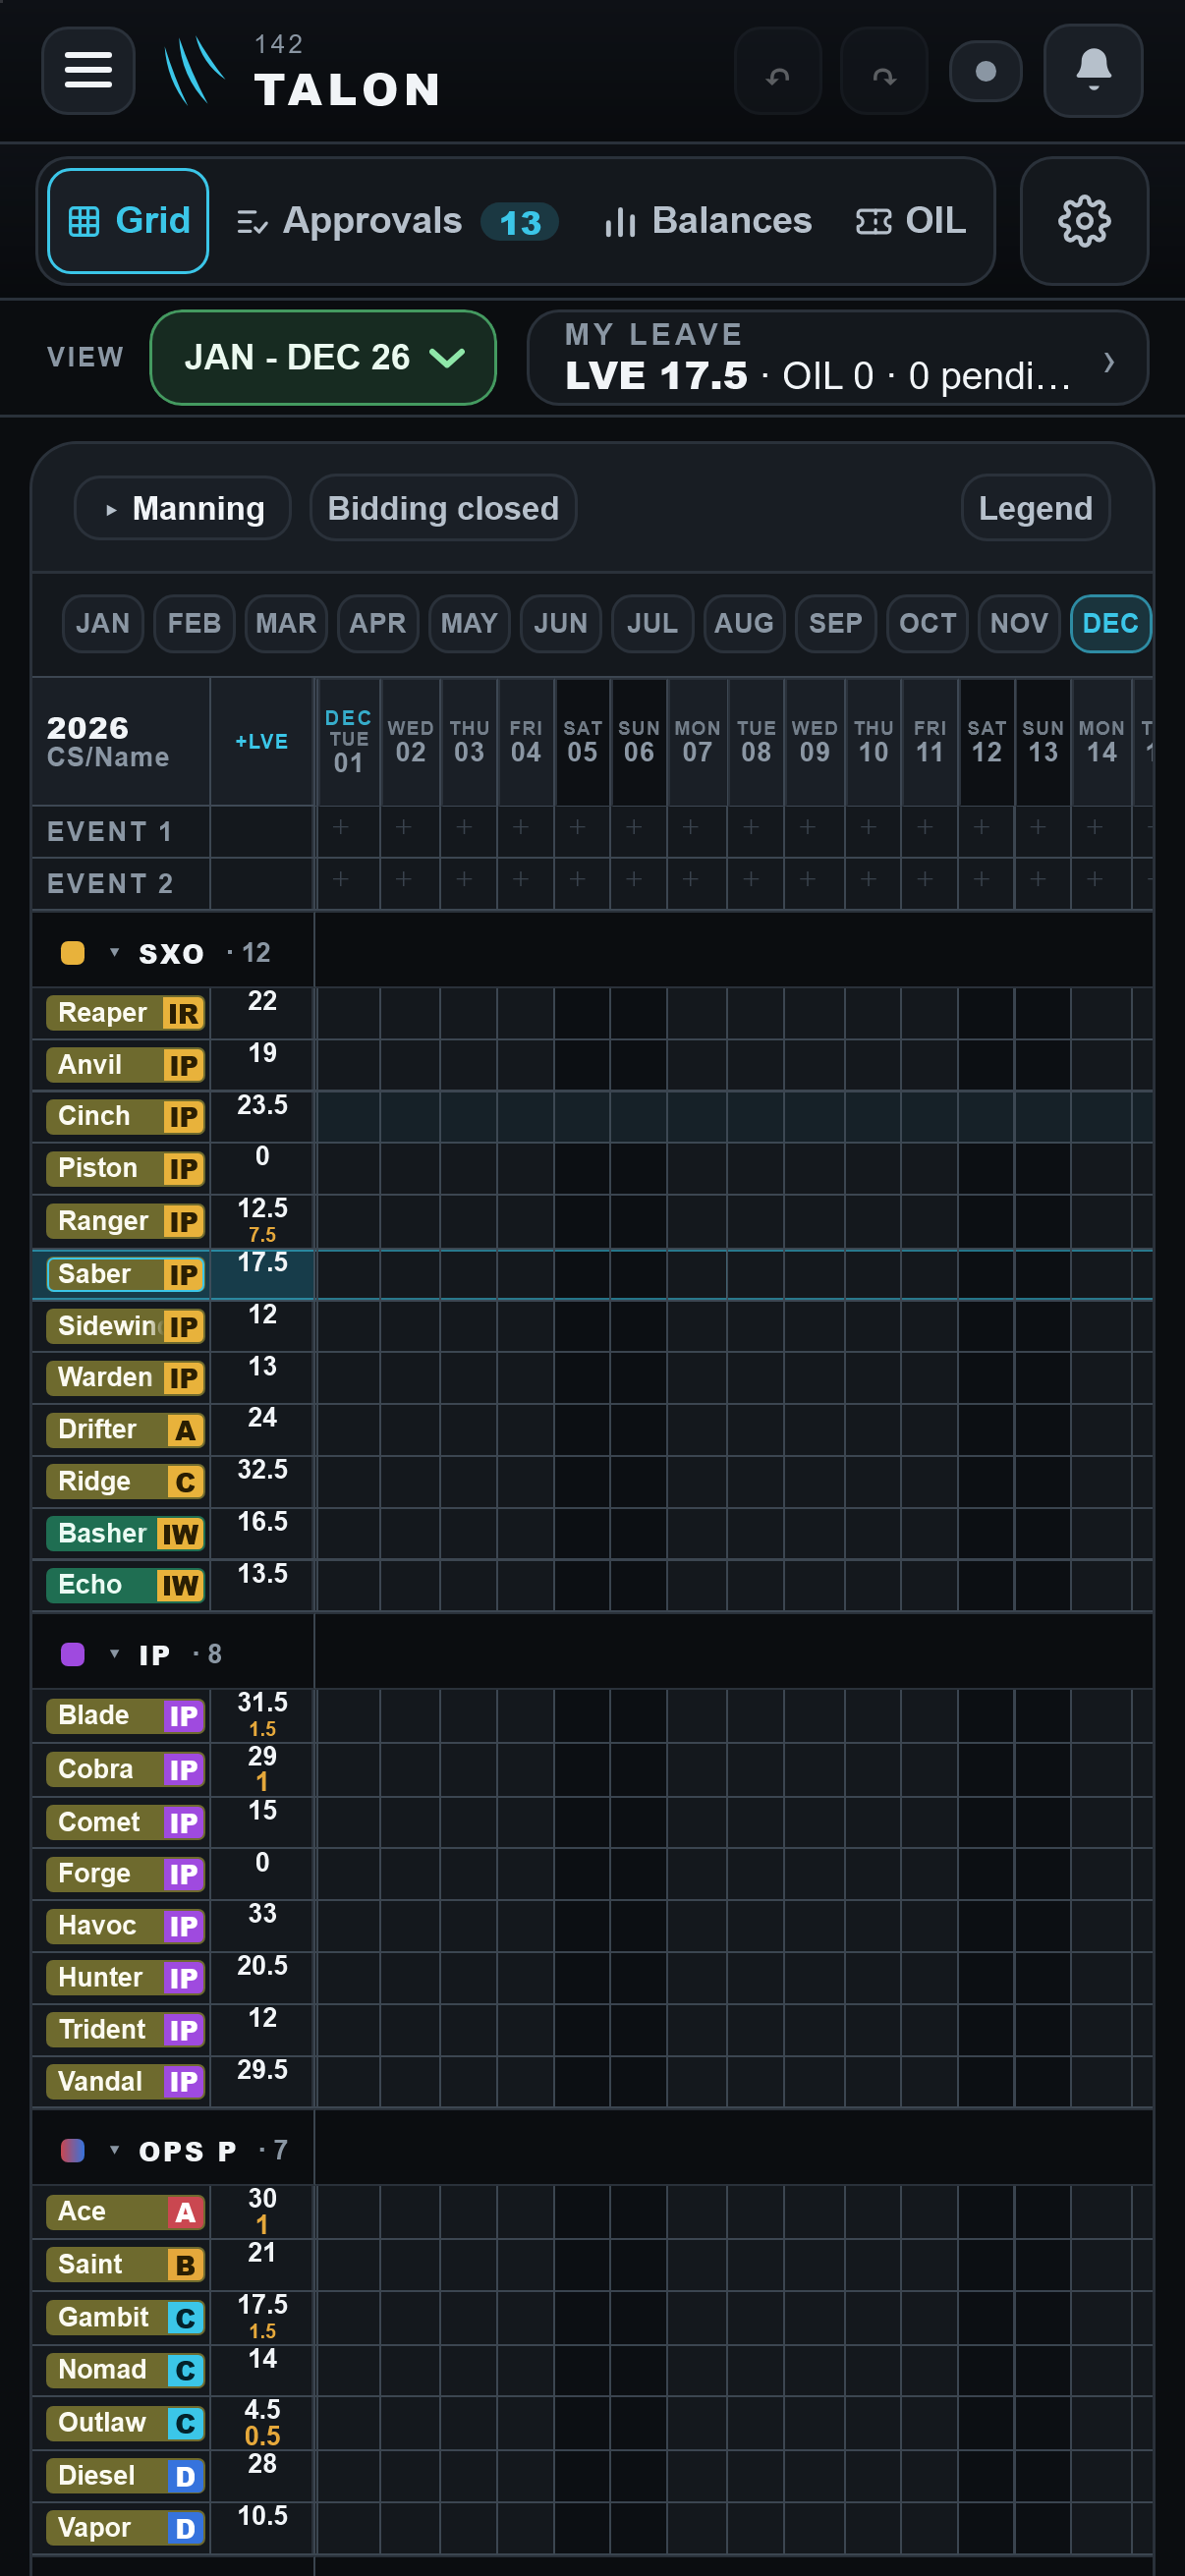 142
TALON
Grid Approvals 13 Balances OIL
VIEW JAN - DEC 26
MY LEAVE
LVE 17.5 · OIL 0 · 0 pendi...
Manning Bidding closed Legend
JAN FEB MAR APR MAY JUN JUL AUG SEP OCT NOV DEC
2026
CS/Name
+LVE
DEC TUE 01
WED 02
THU 03
FRI 04
SAT 05
SUN 06
MON 07
TUE 08
WED 09
THU 10
FRI 11
SAT 12
SUN 13
MON 14
EVENT 1 + + + + + + + + + + + + + +
EVENT 2 + + + + + + + + + + + + + +
SXO · 12
Reaper IR 22
Anvil IP 19
Cinch IP 23.5
Piston IP 0
Ranger IP 12.5 7.5
Saber IP 17.5
Sidewin IP 12
Warden IP 13
Drifter A 24
Ridge C 32.5
Basher IW 16.5
Echo IW 13.5
IP · 8
Blade IP 31.5 1.5
Cobra IP 29 1
Comet IP 15
Forge IP 0
Havoc IP 33
Hunter IP 20.5
Trident IP 12
Vandal IP 29.5
OPS P · 7
Ace A 30 1
Saint B 21
Gambit C 17.5 1.5
Nomad C 14
Outlaw C 4.5 0.5
Diesel D 28
Vapor D 10.5